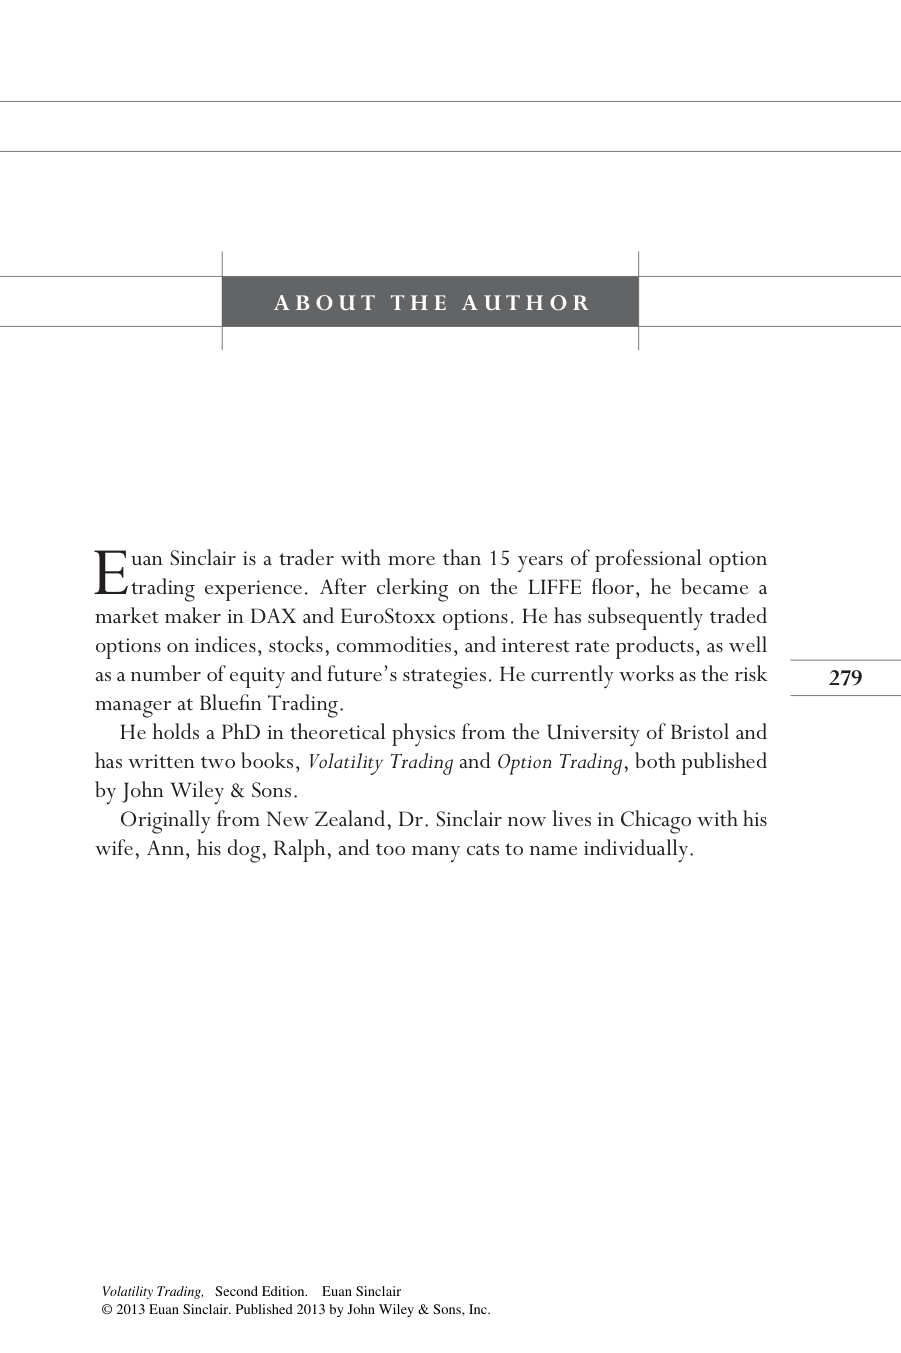 ABOUT THE AUTHOR
Euan Sinclair is a trader with more than 15 years of professional option
trading experience. After clerking on the LIFFE floor, he became a
market maker in DAX and EuroStoxx options. He has subsequently traded
options on indices, stocks, commodities, and interest rate products, as well
as a number of equity and future’s strategies. He currently works as the risk
manager at Bluefin Trading.
279
He holds a PhD in theoretical physics from the University of Bristol and
has written two books, Volatility Trading and Option Trading, both published
by John Wiley & Sons.
Originally from New Zealand, Dr. Sinclair now lives in Chicago with his
wife, Ann, his dog, Ralph, and too many cats to name individually.
Volatility Trading, Second Edition. Euan Sinclair
© 2013 Euan Sinclair. Published 2013 by John Wiley & Sons, Inc.